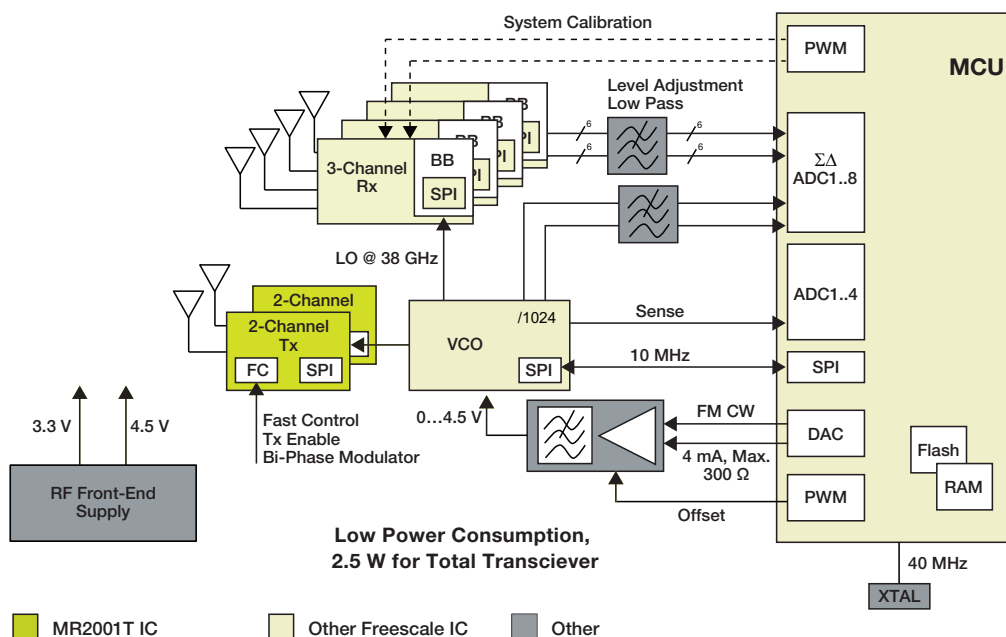 System Calibration
PWM
MCU
Level Adjustment
Low Pass
6
6
6
6
BB
PI
BB
PI
BB
PI
3-Channel
Rx
BB
SPI
ΣΔ
ADC1..8
LO @ 38 GHz
2-Channel
2-Channel
Tx
FC
SPI
/1024
VCO
SPI
Sense
ADC1..4
10 MHz
SPI
3.3 V
4.5 V
Fast Control
Tx Enable
Bi-Phase Modulator
0...4.5 V
FM CW
DAC
4 mA, Max.
300 Ω
Flash
RAM
RF Front-End
Supply
PWM
Offset
Low Power Consumption,
2.5 W for Total Transciever
40 MHz
XTAL
MR2001T IC
Other Freescale IC
Other